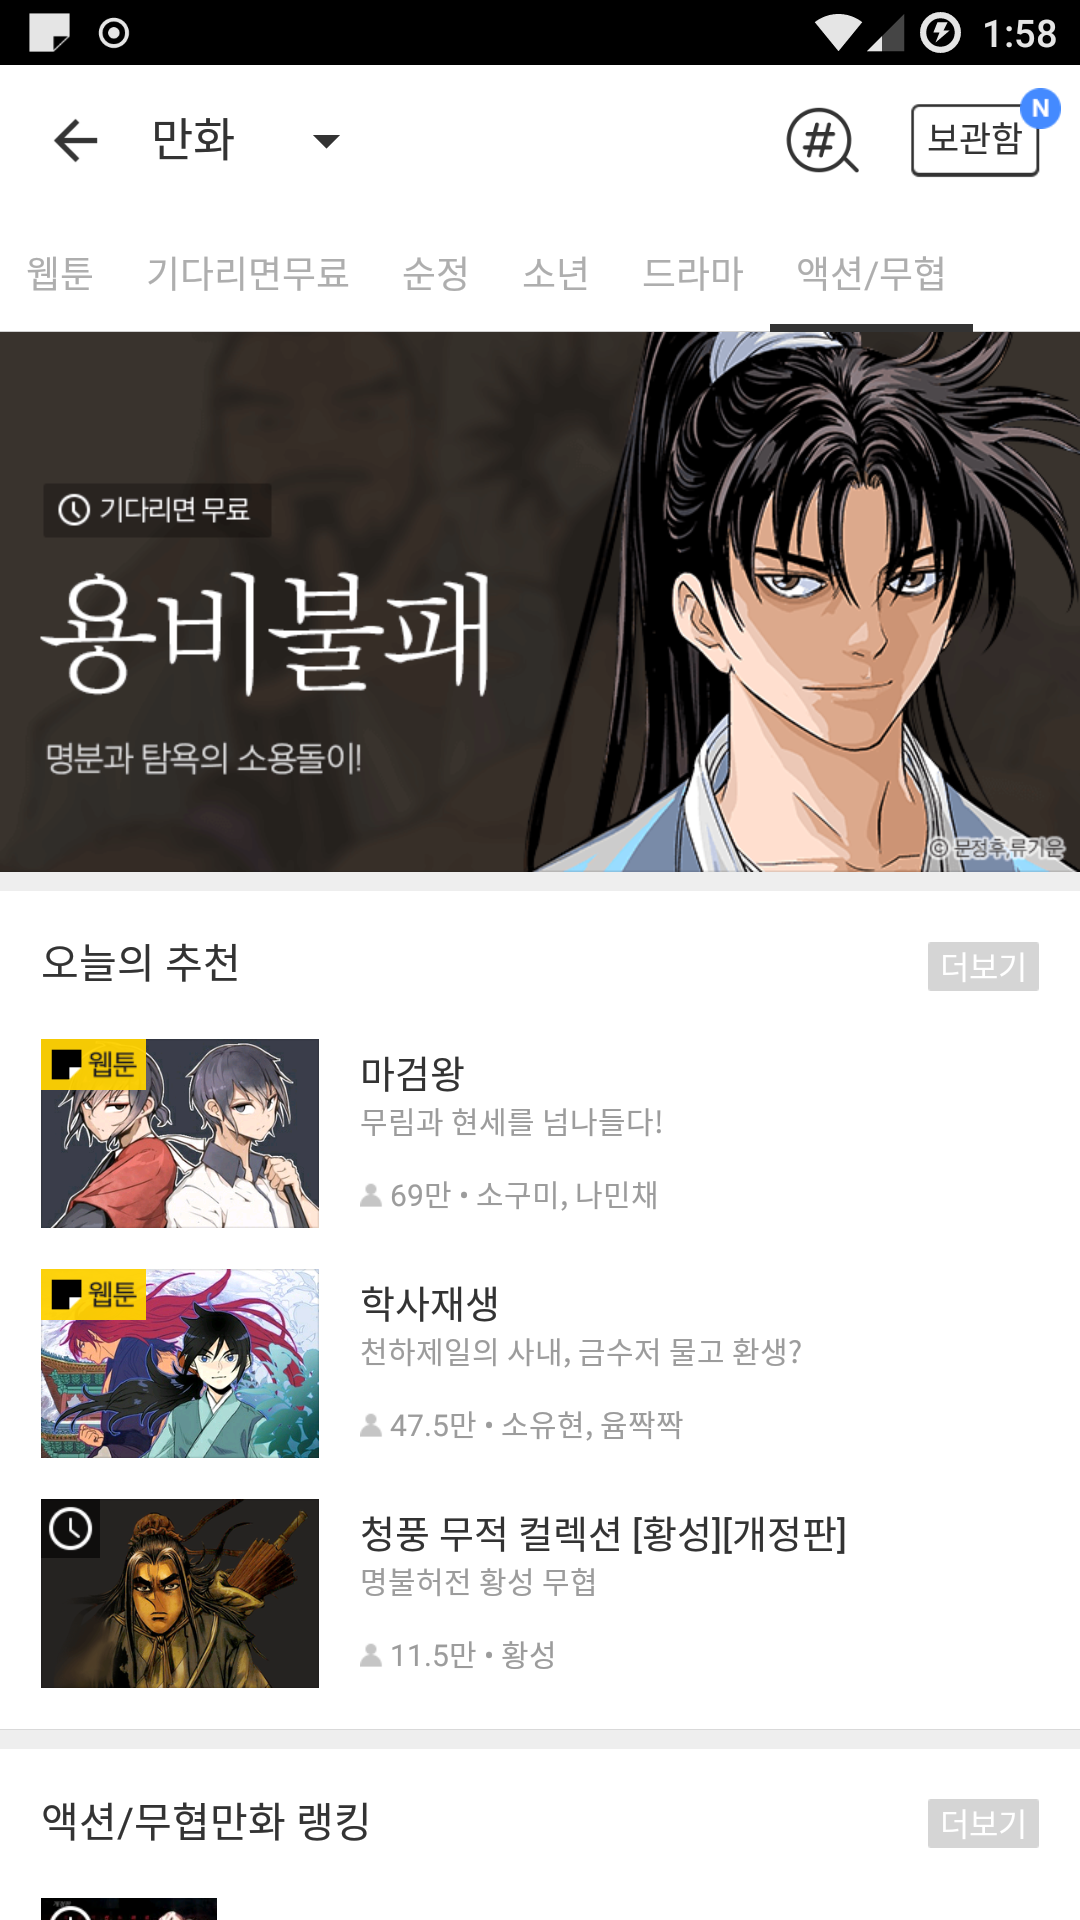 1:58
만화
#
보관함
N
웹툰 기다리면무료 순정 소년 드라마 액션/무협
기다리면 무료
용비불패
명분과 탐욕의 소용돌이!
© 문정후,류기운
오늘의 추천
더보기
웹툰
마검왕
무림과 현세를 넘나들다!
69만 • 소구미, 나민채
웹툰
학사재생
천하제일의 사내, 금수저 물고 환생?
47.5만 • 소유현, 윰짝짝
청풍 무적 컬렉션 [황성][개정판]
명불허전 황성 무협
11.5만 • 황성
액션/무협만화 랭킹
더보기